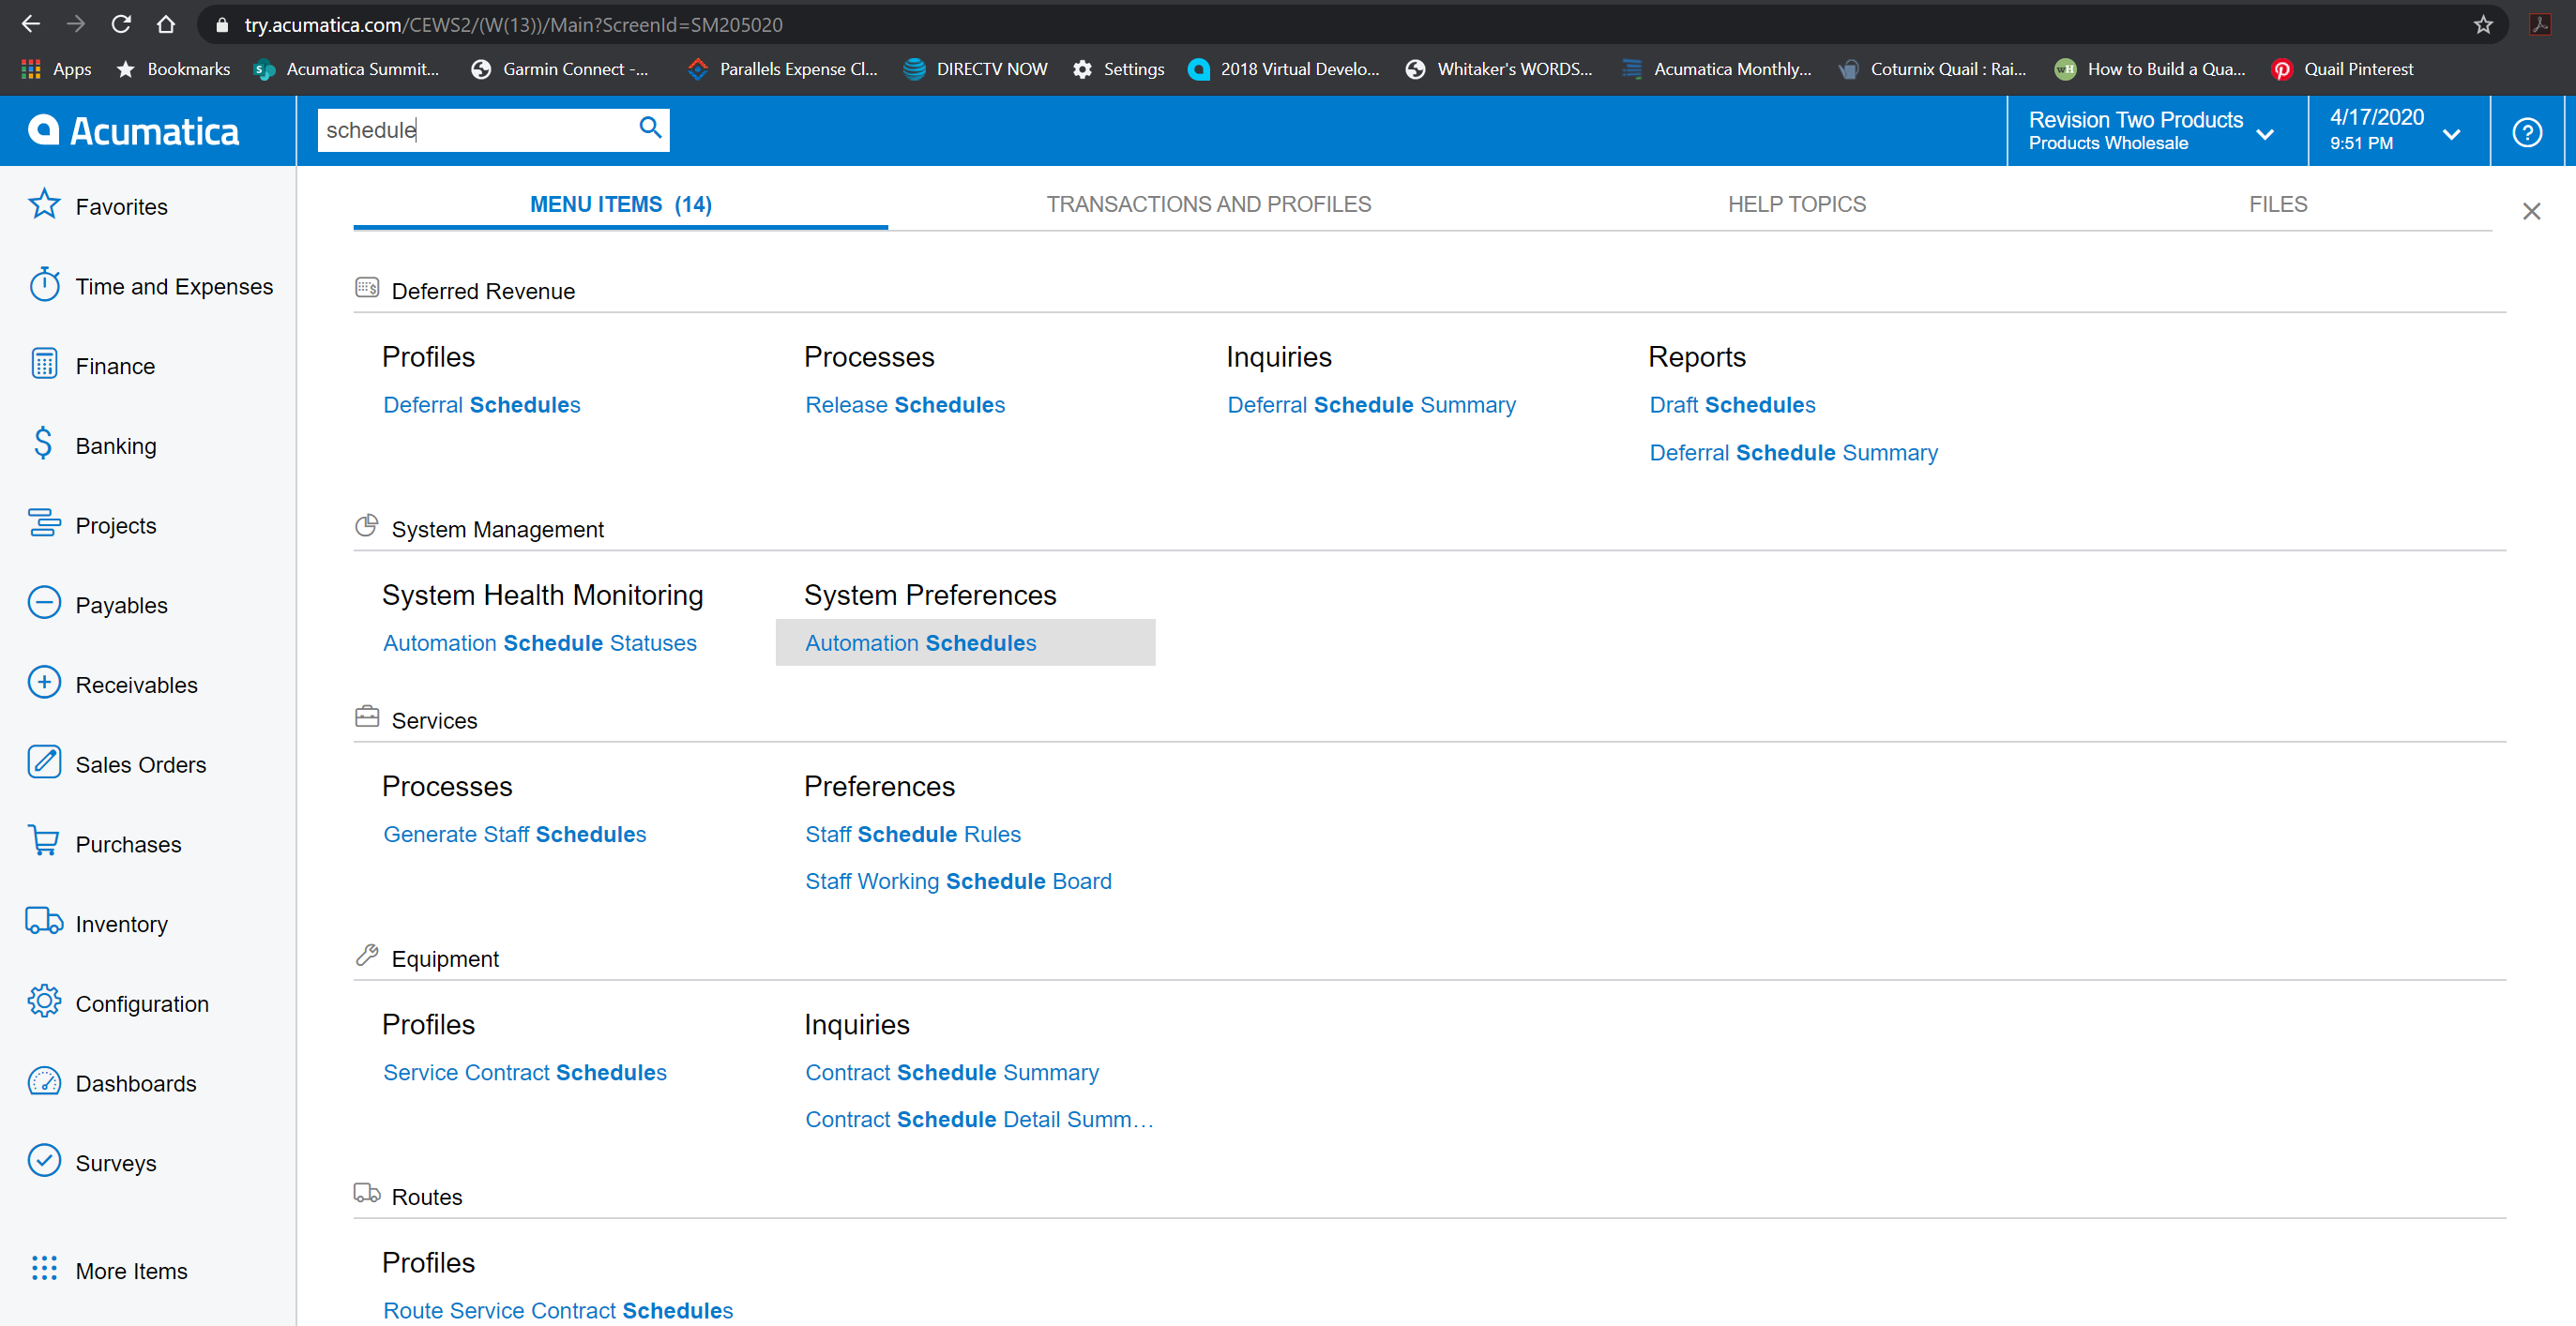 try.acumatica.com/CEWS2/(W(13))/Main?ScreenId=SM205020
Apps Bookmarks Acumatica Summit... Garmin Connect -... Parallels Expense Cl... DIRECTV NOW Settings 2018 Virtual Develo... Whitaker's WORDS... Acumatica Monthly... Coturnix Quail : Rai... How to Build a Qua... Quail Pinterest
Acumatica
schedule
Revision Two Products
Products Wholesale
4/17/2020
9:51 PM
Favorites
Time and Expenses
Finance
Banking
Projects
Payables
Receivables
Sales Orders
Purchases
Inventory
Configuration
Dashboards
Surveys
More Items
MENU ITEMS (14) TRANSACTIONS AND PROFILES HELP TOPICS FILES
Deferred Revenue
Profiles Processes Inquiries Reports
Deferral Schedules Release Schedules Deferral Schedule Summary Draft Schedules
Deferral Schedule Summary
System Management
System Health Monitoring System Preferences
Automation Schedule Statuses Automation Schedules
Services
Processes Preferences
Generate Staff Schedules Staff Schedule Rules
Staff Working Schedule Board
Equipment
Profiles Inquiries
Service Contract Schedules Contract Schedule Summary
Contract Schedule Detail Summ...
Routes
Profiles
Route Service Contract Schedules